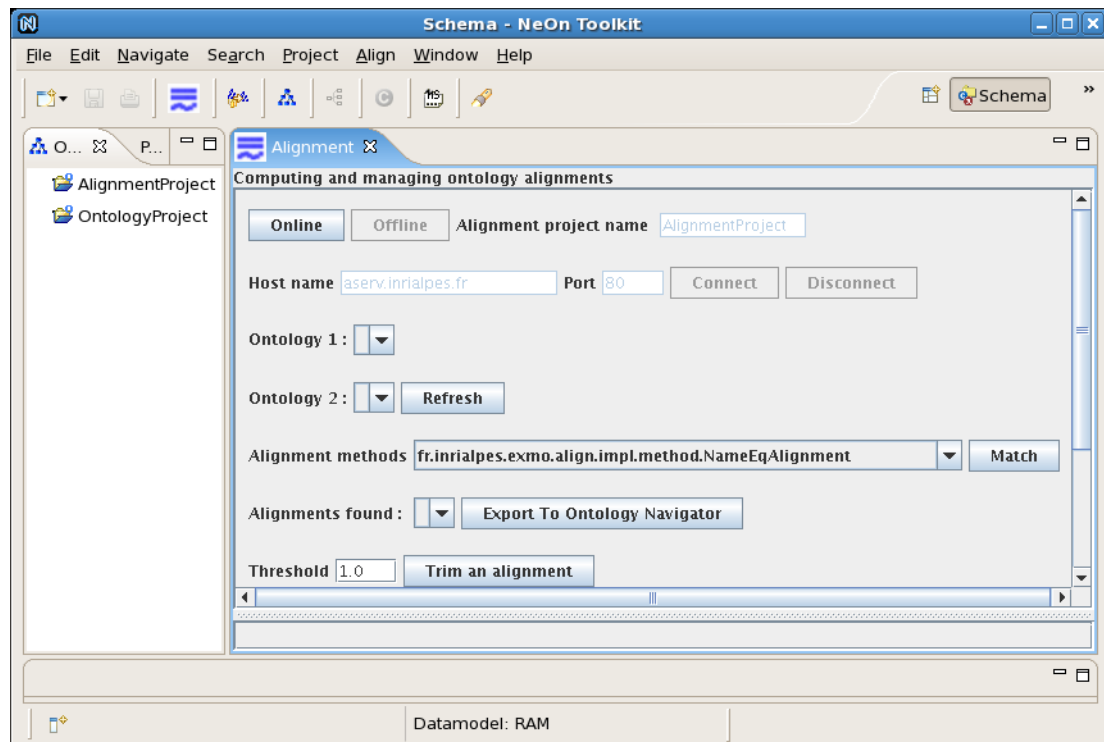 Schema - NeOn Toolkit
File Edit Navigate Search Project Align Window Help
Schema »
O... P... Alignment
AlignmentProject
OntologyProject
Computing and managing ontology alignments
Online Offline Alignment project name AlignmentProject
Host name aserv.inrialpes.fr Port 80 Connect Disconnect
Ontology 1 :
Ontology 2 : Refresh
Alignment methods fr.inrialpes.exmo.align.impl.method.NameEqAlignment Match
Alignments found : Export To Ontology Navigator
Threshold 1.0 Trim an alignment
Datamodel: RAM